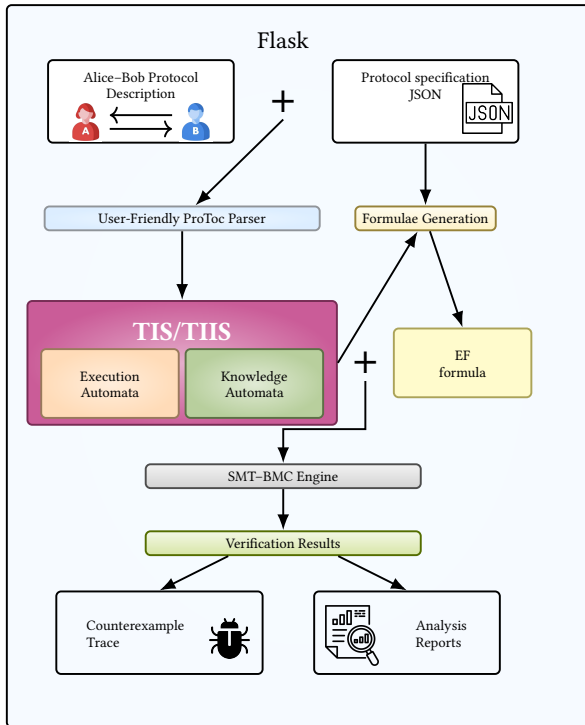 Flask
Alice–Bob Protocol
Description
A
B
+
Protocol specification
JSON
JSON
User-Friendly ProToc Parser
Formulae Generation
TIS/TIIS
Execution
Automata
Knowledge
Automata
+
EF
formula
SMT–BMC Engine
Verification Results
Counterexample
Trace
Analysis
Reports